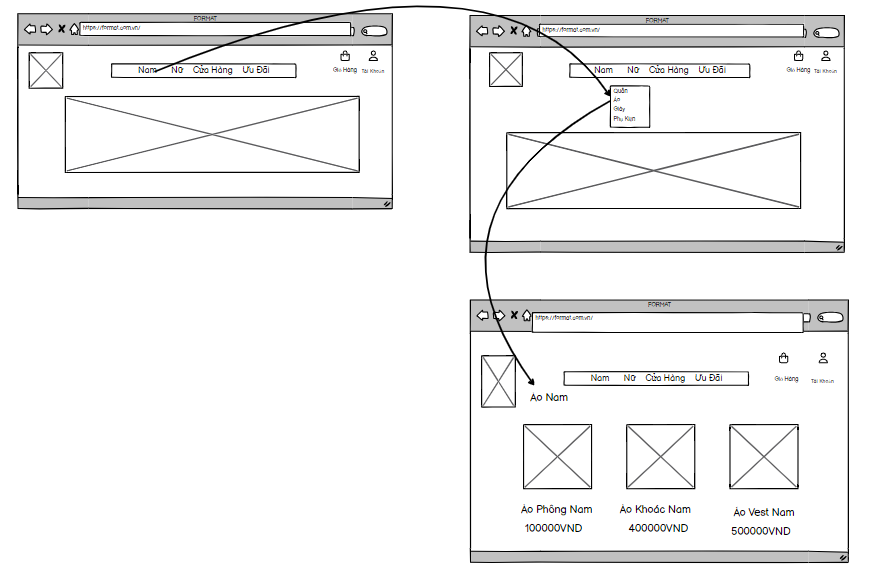 FORMAT
https://format.com.vn/
Nam Nữ Cửa Hàng Ưu Đãi
Giỏ Hàng Tài Khoản
FORMAT
https://format.com.vn/
Nam Nữ Cửa Hàng Ưu Đãi
Giỏ Hàng Tài Khoản
Quần
Áo
Giày
Phụ Kiện
FORMAT
https://format.com.vn/
Nam Nữ Cửa Hàng Ưu Đãi
Giỏ Hàng Tài Khoản
Áo Nam
Áo Phông Nam Áo Khoác Nam Áo Vest Nam
100000VND 400000VND 500000VND